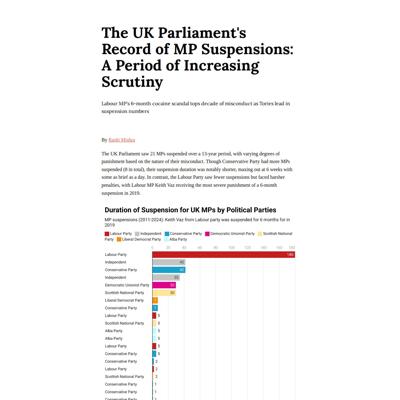 The UK Parliament's
Record of MP Suspensions:
A Period of Increasing
Scrutiny
Labour MP's 6-month cocaine scandal tops decade of misconduct as Tories lead in
suspension numbers
By
The UK Parliament saw 21 MPs suspended over a 13-year period, with varying degrees of
punishment based on the nature of their misconduct. Though Conservative Party had more MPs
suspended (8 in total), their suspension duration was notably shorter, maxing out at 6 weeks with
some as brief as a day. In contrast, the Labour Party saw fewer suspensions but faced harsher
penalties, with Labour MP Keith Vaz receiving the most severe punishment of a 6-month
suspension in 2019.
Duration of Suspension for UK MPs by Political Parties
MP suspensions (2011-2024): Keith Vaz from Labour party was suspended for 6 months for in
2019
Labour Party Independent Conservative Party Democratic Unionist Party Scottish National
Party Liberal Democrat Party Alba Party
0 20 40 60 80 100 120 140 160 180
Labour Party 180
Independent
Conservative Party
Independent
Democratic Unionist Party 30
Scottish National Party 30
Liberal Democrat Party
Conservative Party
Labour Party 5
Scottish National Party 5
Alba Party 5
Alba Party 5
Labour Party 5
Conservative Party 5
Conservative Party 2
Labour Party 2
Scottish National Party 2
Conservative Party 1
Conservative Party 1
Conservative Party 1